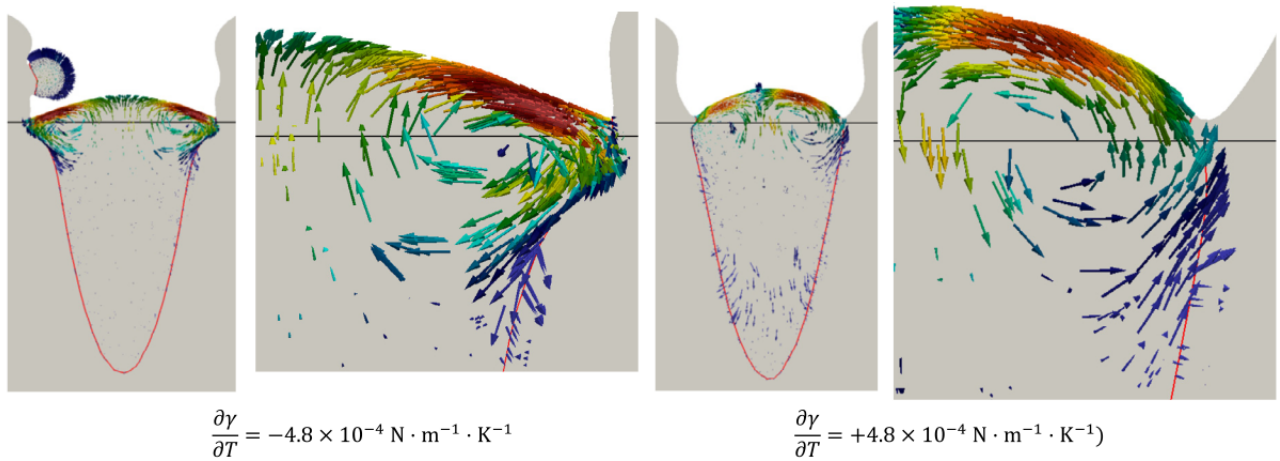 ∂γ/∂T = −4.8 × 10⁻⁴ N · m⁻¹ · K⁻¹
∂γ/∂T = +4.8 × 10⁻⁴ N · m⁻¹ · K⁻¹)